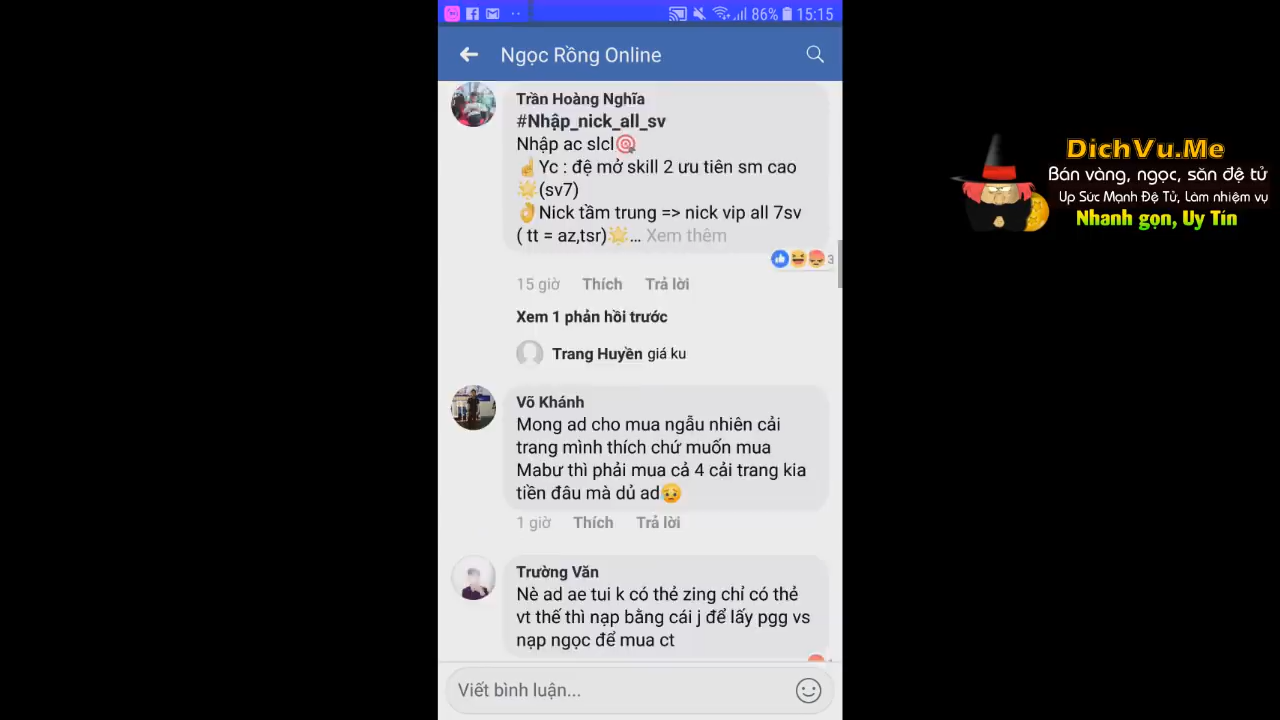 86% 15:15
Ngọc Rồng Online
Trần Hoàng Nghĩa
#Nhập_nick_all_sv
Nhập ac slcl🎯
☝Yc : đệ mở skill 2 ưu tiên sm cao
🌟(sv7)
👌Nick tầm trung => nick vip all 7sv
( tt = az,tsr)🌟... Xem thêm
3
15 giờ Thích Trả lời
Xem 1 phản hồi trước
Trang Huyền giá ku
Võ Khánh
Mong ad cho mua ngẫu nhiên cải
trang mình thích chứ muốn mua
Mabư thì phải mua cả 4 cải trang kia
tiền đâu mà dủ ad😥
1 giờ Thích Trả lời
Trường Văn
Nè ad ae tui k có thẻ zing chỉ có thẻ
vt thế thì nạp bằng cái j để lấy pgg vs
nạp ngọc để mua ct
Viết bình luận...
DichVu.Me
Bán vàng, ngọc, săn đệ tử
Up Sức Mạnh Đệ Tử, Làm nhiệm vụ
Nhanh gọn, Uy Tín